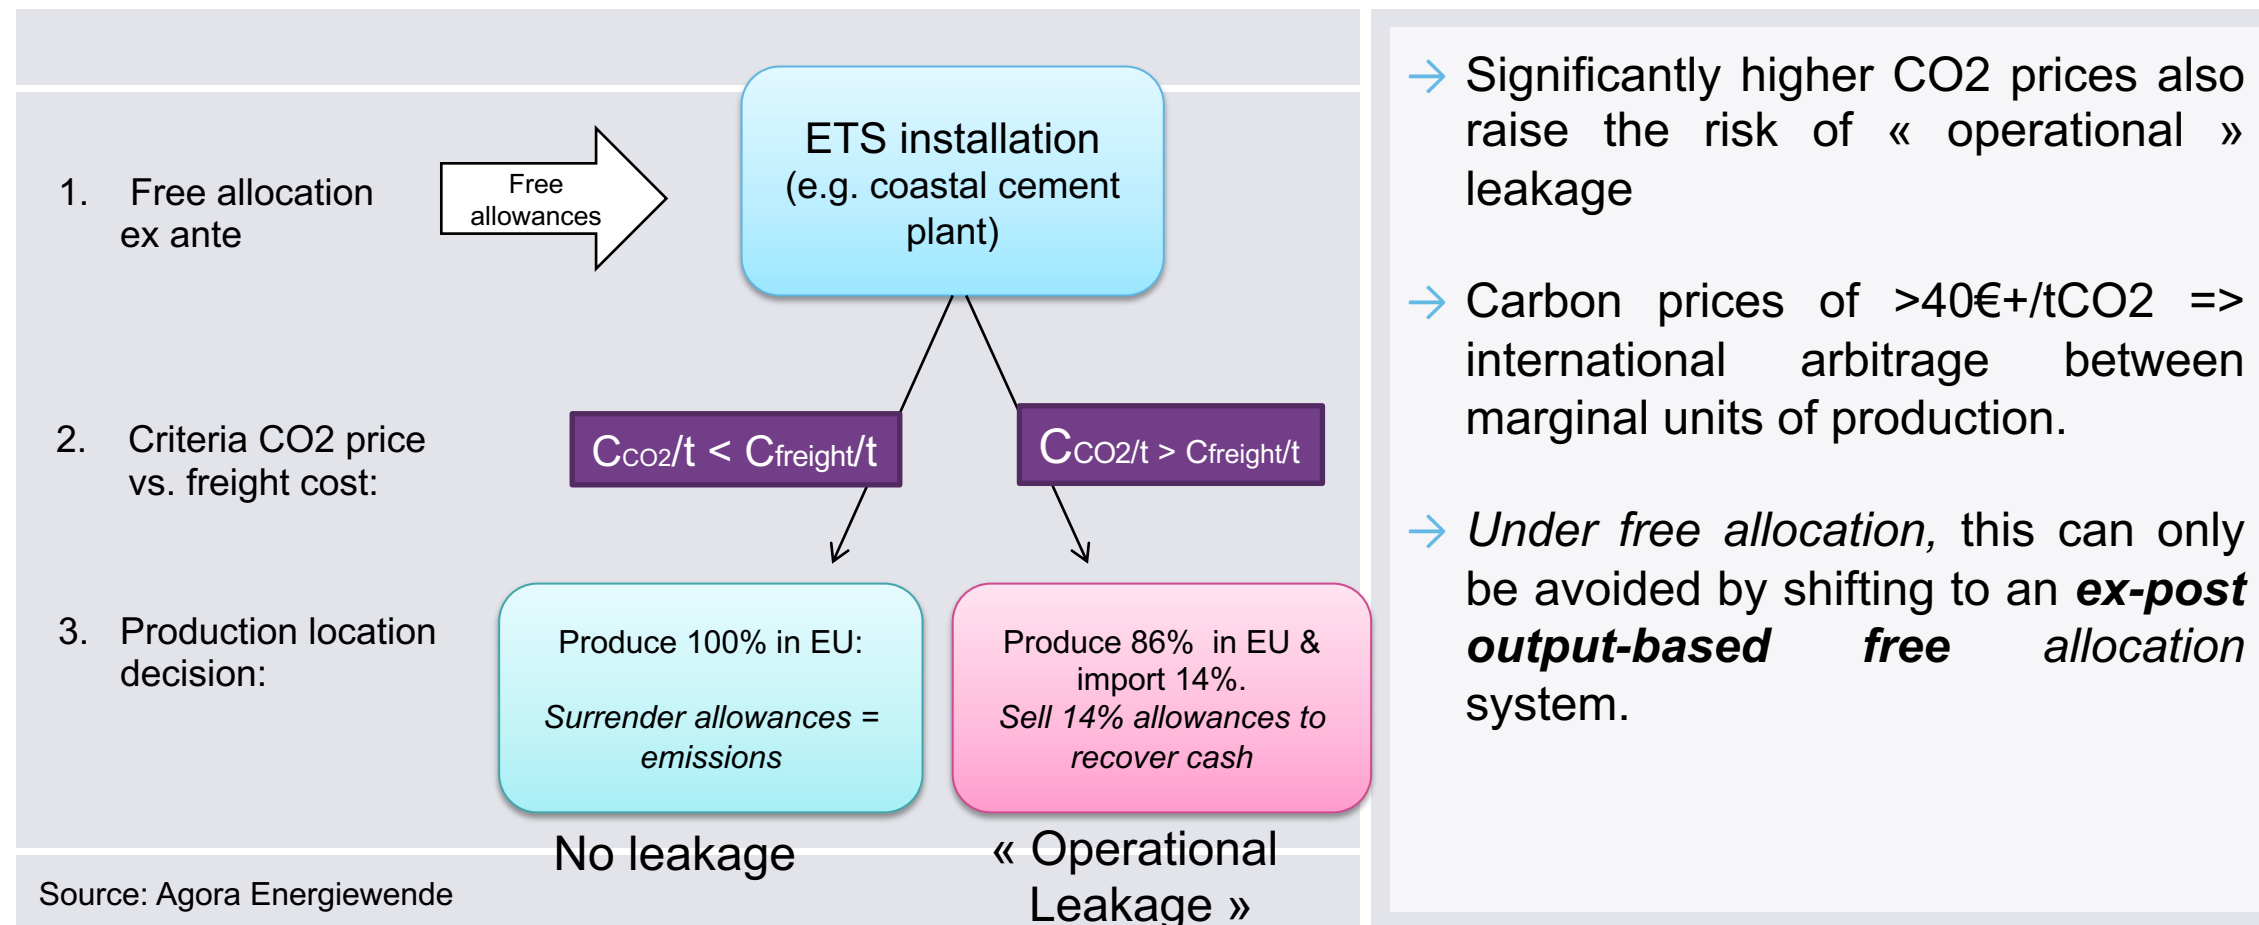 1. Free allocation
ex ante
Free
allowances
ETS installation
(e.g. coastal cement
plant)
2. Criteria CO2 price
vs. freight cost:
CCO2/t < Cfreight/t
CCO2/t > Cfreight/t
3. Production location
decision:
Produce 100% in EU:
Surrender allowances =
emissions
Produce 86% in EU &
import 14%.
Sell 14% allowances to
recover cash
No leakage
« Operational
Leakage »
Source: Agora Energiewende
→ Significantly higher CO2 prices also
raise the risk of « operational »
leakage
→ Carbon prices of >40€+/tCO2 =>
international arbitrage between
marginal units of production.
→ Under free allocation, this can only
be avoided by shifting to an ex-post
output-based free allocation
system.